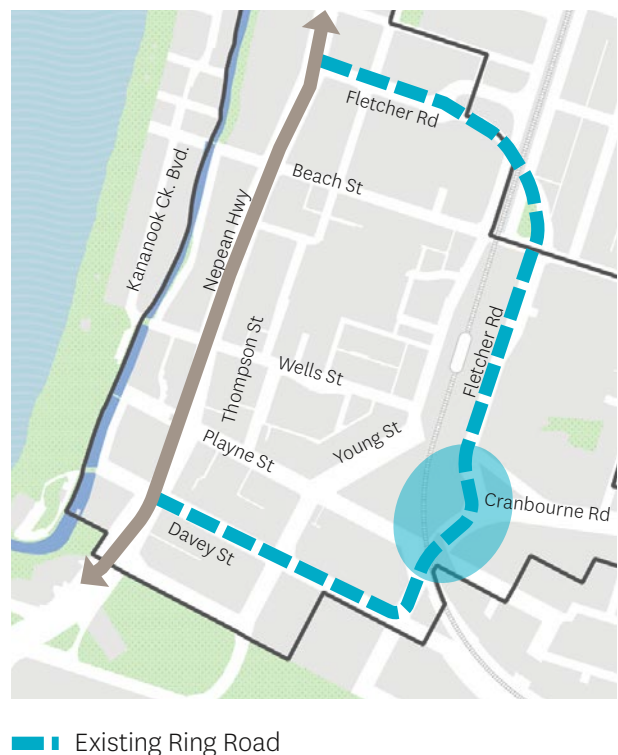 Fletcher Rd
Beach St
Kananook Ck. Bvd.
Nepean Hwy
Fletcher Rd
Thompson St
Wells St
Playne St
Young St
Cranbourne Rd
Davey St
Existing Ring Road